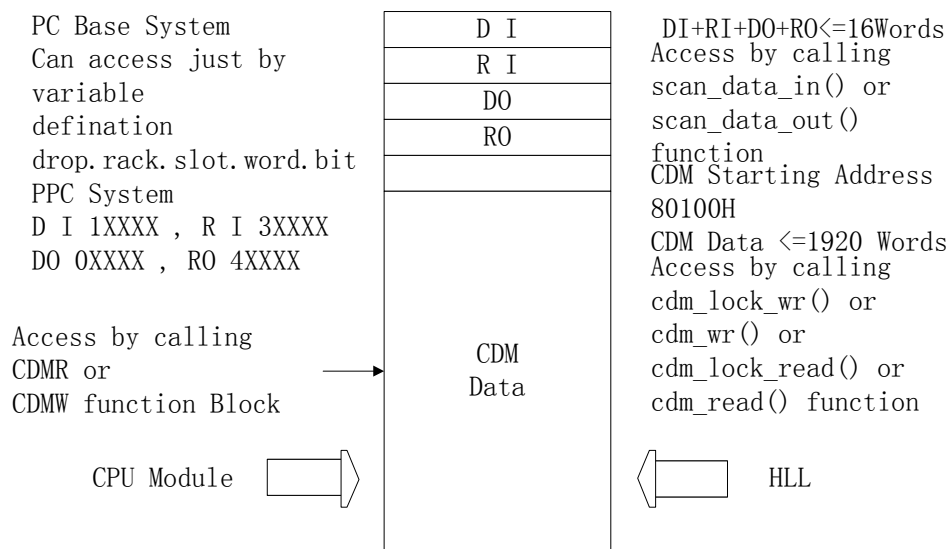 PC Base System
Can access just by
variable
defination
drop.rack.slot.word.bit
PPC System
D I 1XXXX , R I 3XXXX
DO 0XXXX , RO 4XXXX
Access by calling
CDMR or
CDMW function Block
CPU Module
D I
R I
DO
RO
CDM
Data
DI+RI+DO+RO<=16Words
Access by calling
scan_data_in() or
scan_data_out()
function
CDM Starting Address
80100H
CDM Data <=1920 Words
Access by calling
cdm_lock_wr() or
cdm_wr() or
cdm_lock_read() or
cdm_read() function
HLL